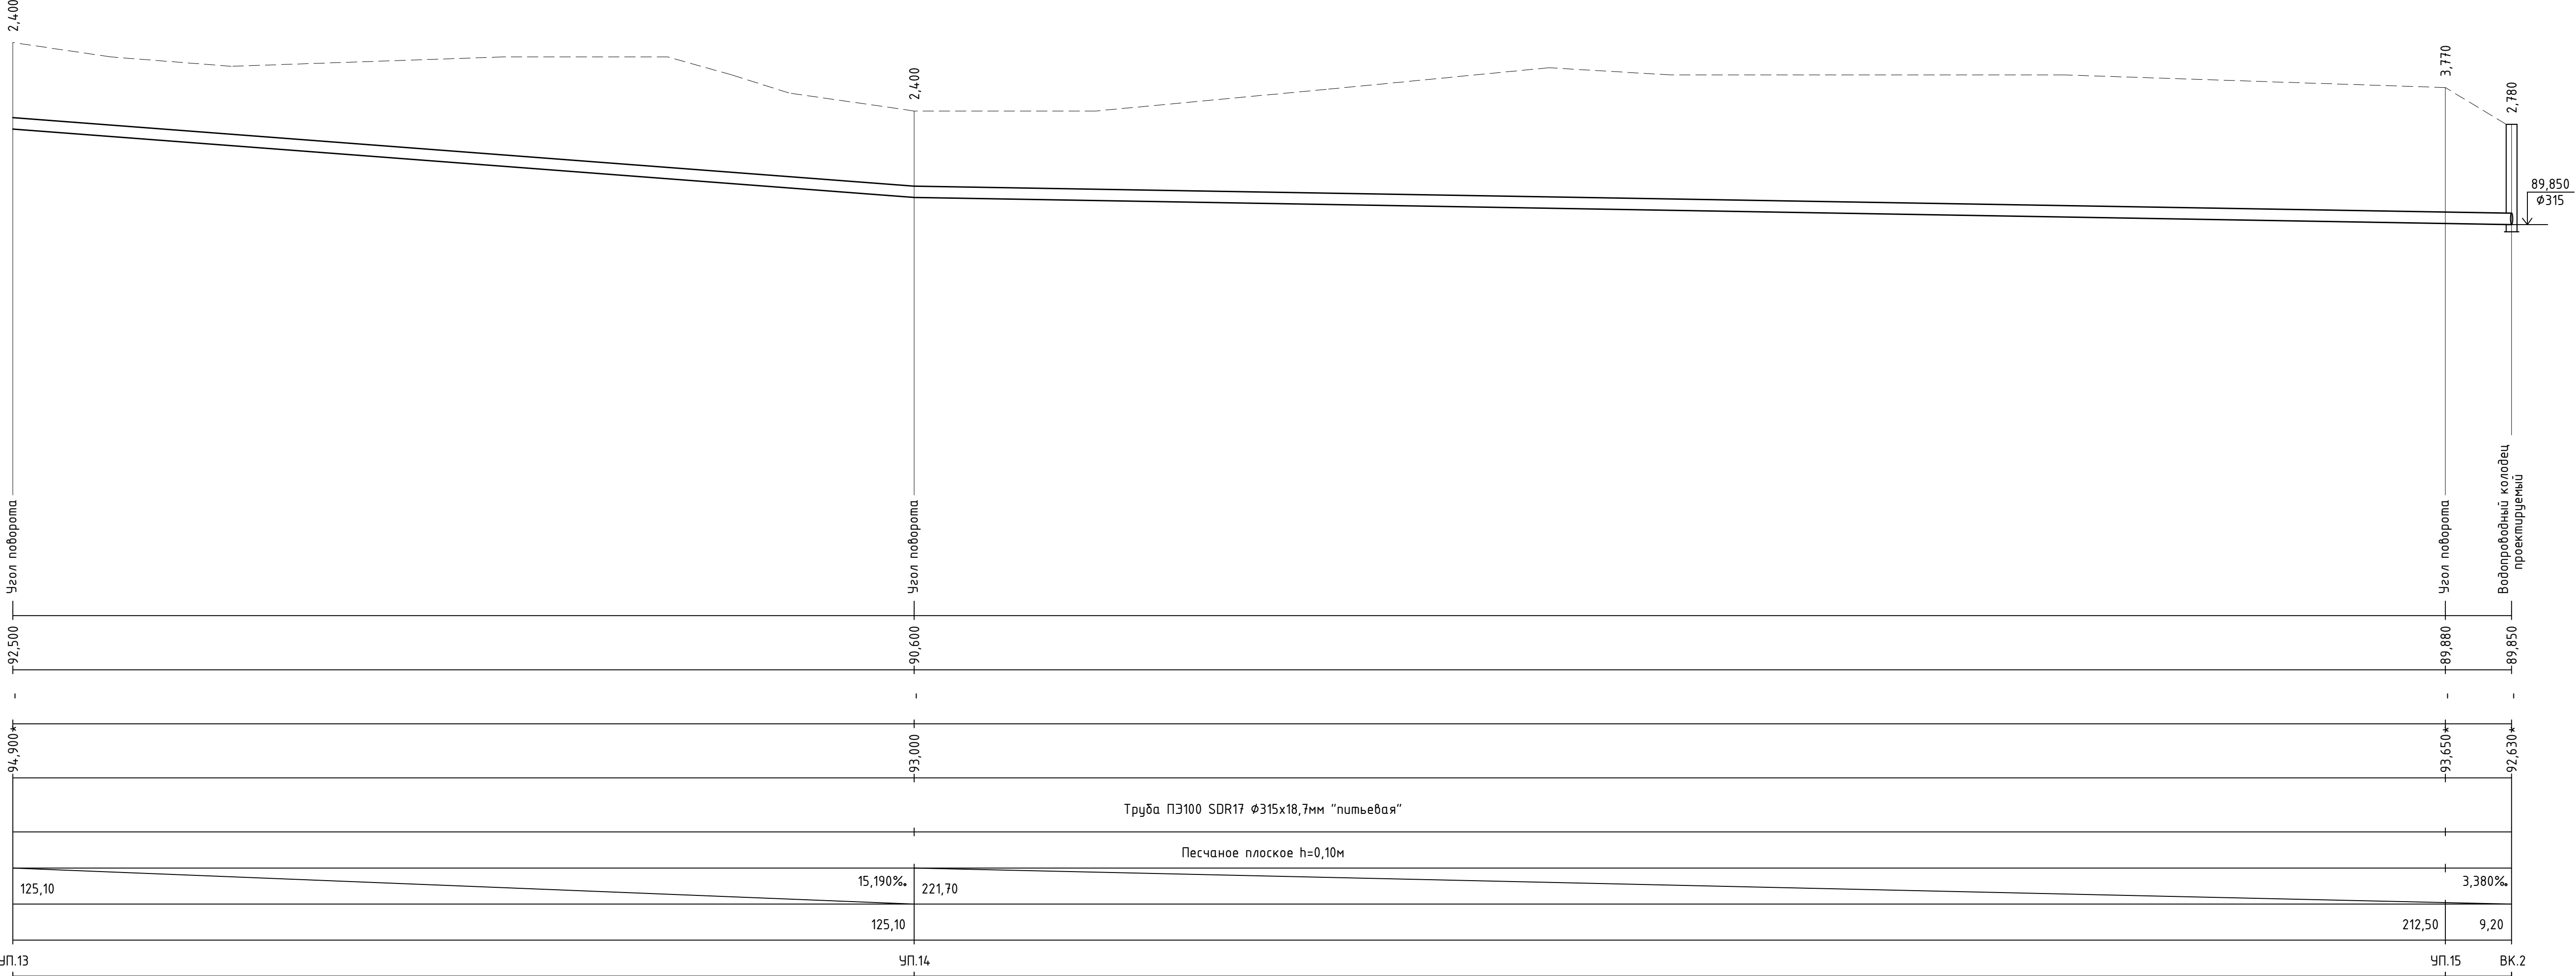 2,400
2,400
3,770
2,780
89,850
Ф315
Угол поворота
Угол поворота
Угол поворота
Водопроводный колодец
проектируемый
92,500
90,600
89,880
89,850
-
-
-
-
94,900*
93,000
93,650*
92,630*
Труба ПЭ100 SDR17 Ф315х18,7мм "питьевая"
Песчаное плоское h=0,10м
125,10
15,190‰
221,70
3,380‰
125,10
212,50
9,20
УП.13
УП.14
УП.15
ВК.2